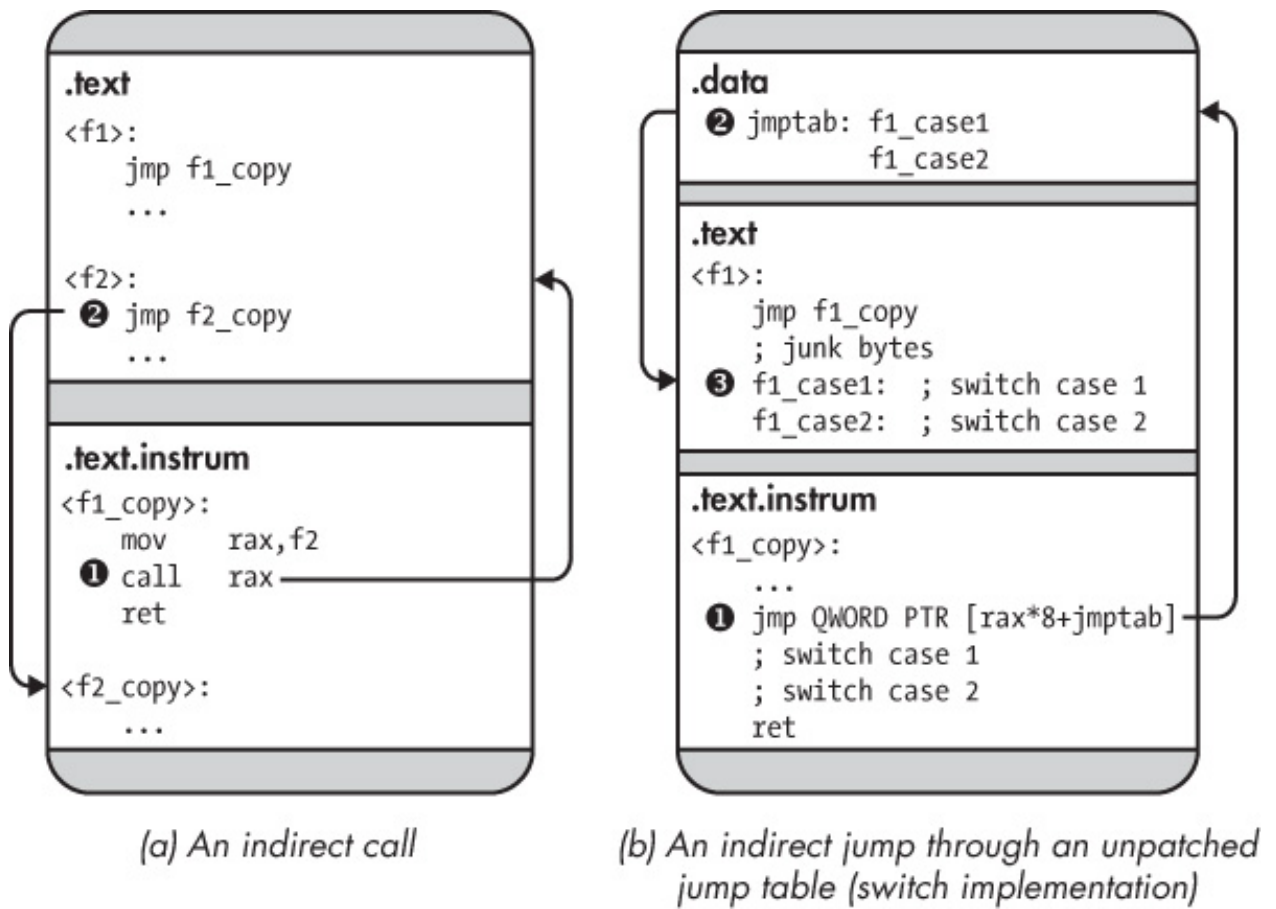 .text
<f1>:
jmp f1_copy
...
<f2>:
❷ jmp f2_copy
...
.text.instrum
<f1_copy>:
mov rax,f2
❶ call rax
ret
<f2_copy>:
...
(a) An indirect call
.data
❷ jmptab: f1_case1
f1_case2
.text
<f1>:
jmp f1_copy
; junk bytes
❸ f1_case1: ; switch case 1
f1_case2: ; switch case 2
.text.instrum
<f1_copy>:
...
❶ jmp QWORD PTR [rax*8+jmptab]
; switch case 1
; switch case 2
ret
(b) An indirect jump through an unpatched
jump table (switch implementation)